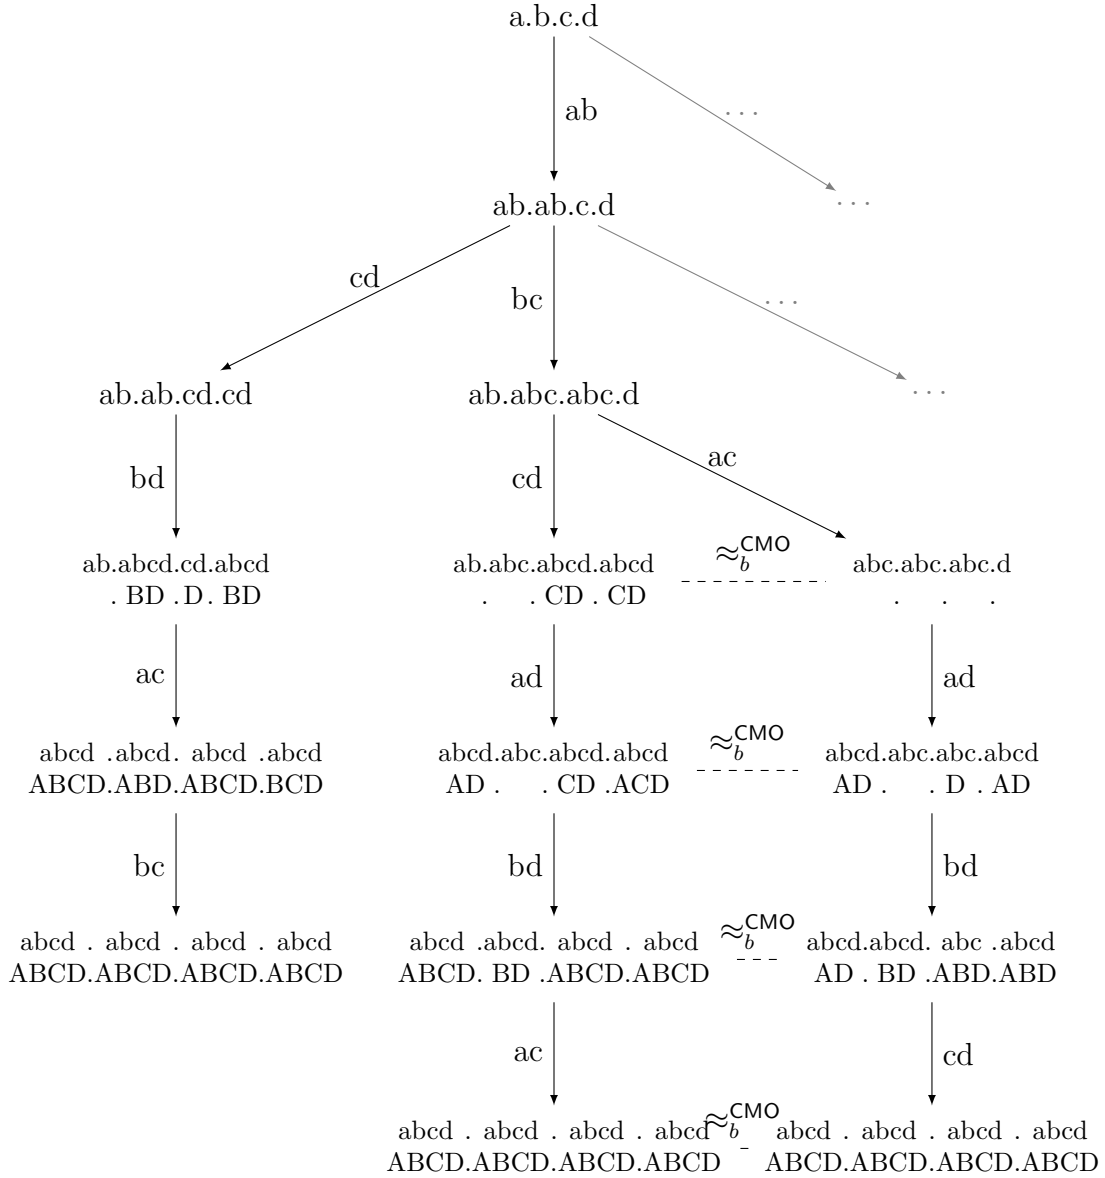 a.b.c.d
ab
. . .
ab.ab.c.d
. . .
cd
bc
. . .
ab.ab.cd.cd
ab.abc.abc.d
. . .
bd
cd
ac
ab.abcd.cd.abcd
. BD . D . BD
ab.abc.abcd.abcd
. . CD . CD
≈_b^CMO
abc.abc.abc.d
. . .
ac
ad
ad
abcd .abcd. abcd .abcd
ABCD.ABD.ABCD.BCD
abcd.abc.abcd.abcd
AD . . CD .ACD
≈_b^CMO
abcd.abc.abc.abcd
AD . . D . AD
bc
bd
bd
abcd . abcd . abcd . abcd
ABCD.ABCD.ABCD.ABCD
abcd .abcd. abcd . abcd
ABCD. BD .ABCD.ABCD
≈_b^CMO
abcd.abcd. abc .abcd
AD . BD .ABD.ABD
ac
cd
abcd . abcd . abcd . abcd
ABCD.ABCD.ABCD.ABCD
≈_b^CMO
abcd . abcd . abcd . abcd
ABCD.ABCD.ABCD.ABCD